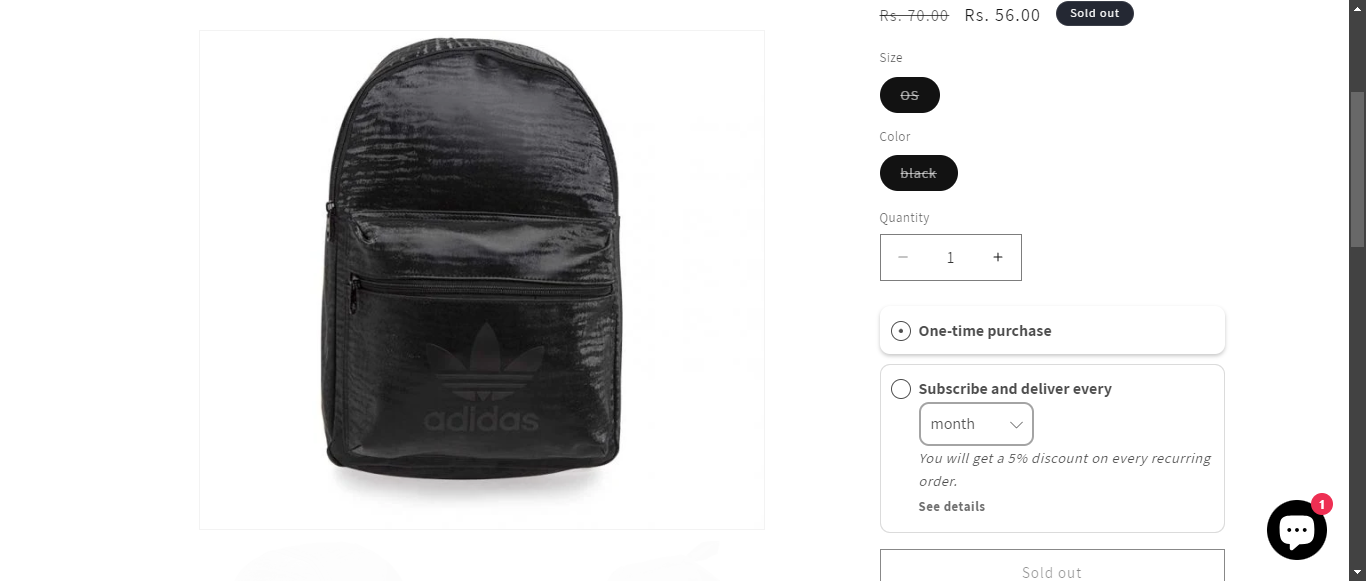 Rs. 70.00 Rs. 56.00 Sold out
Size
OS
Color
black
Quantity
− 1 +
One-time purchase
Subscribe and deliver every
month
You will get a 5% discount on every recurring
order.
See details
Sold out
adidas
1